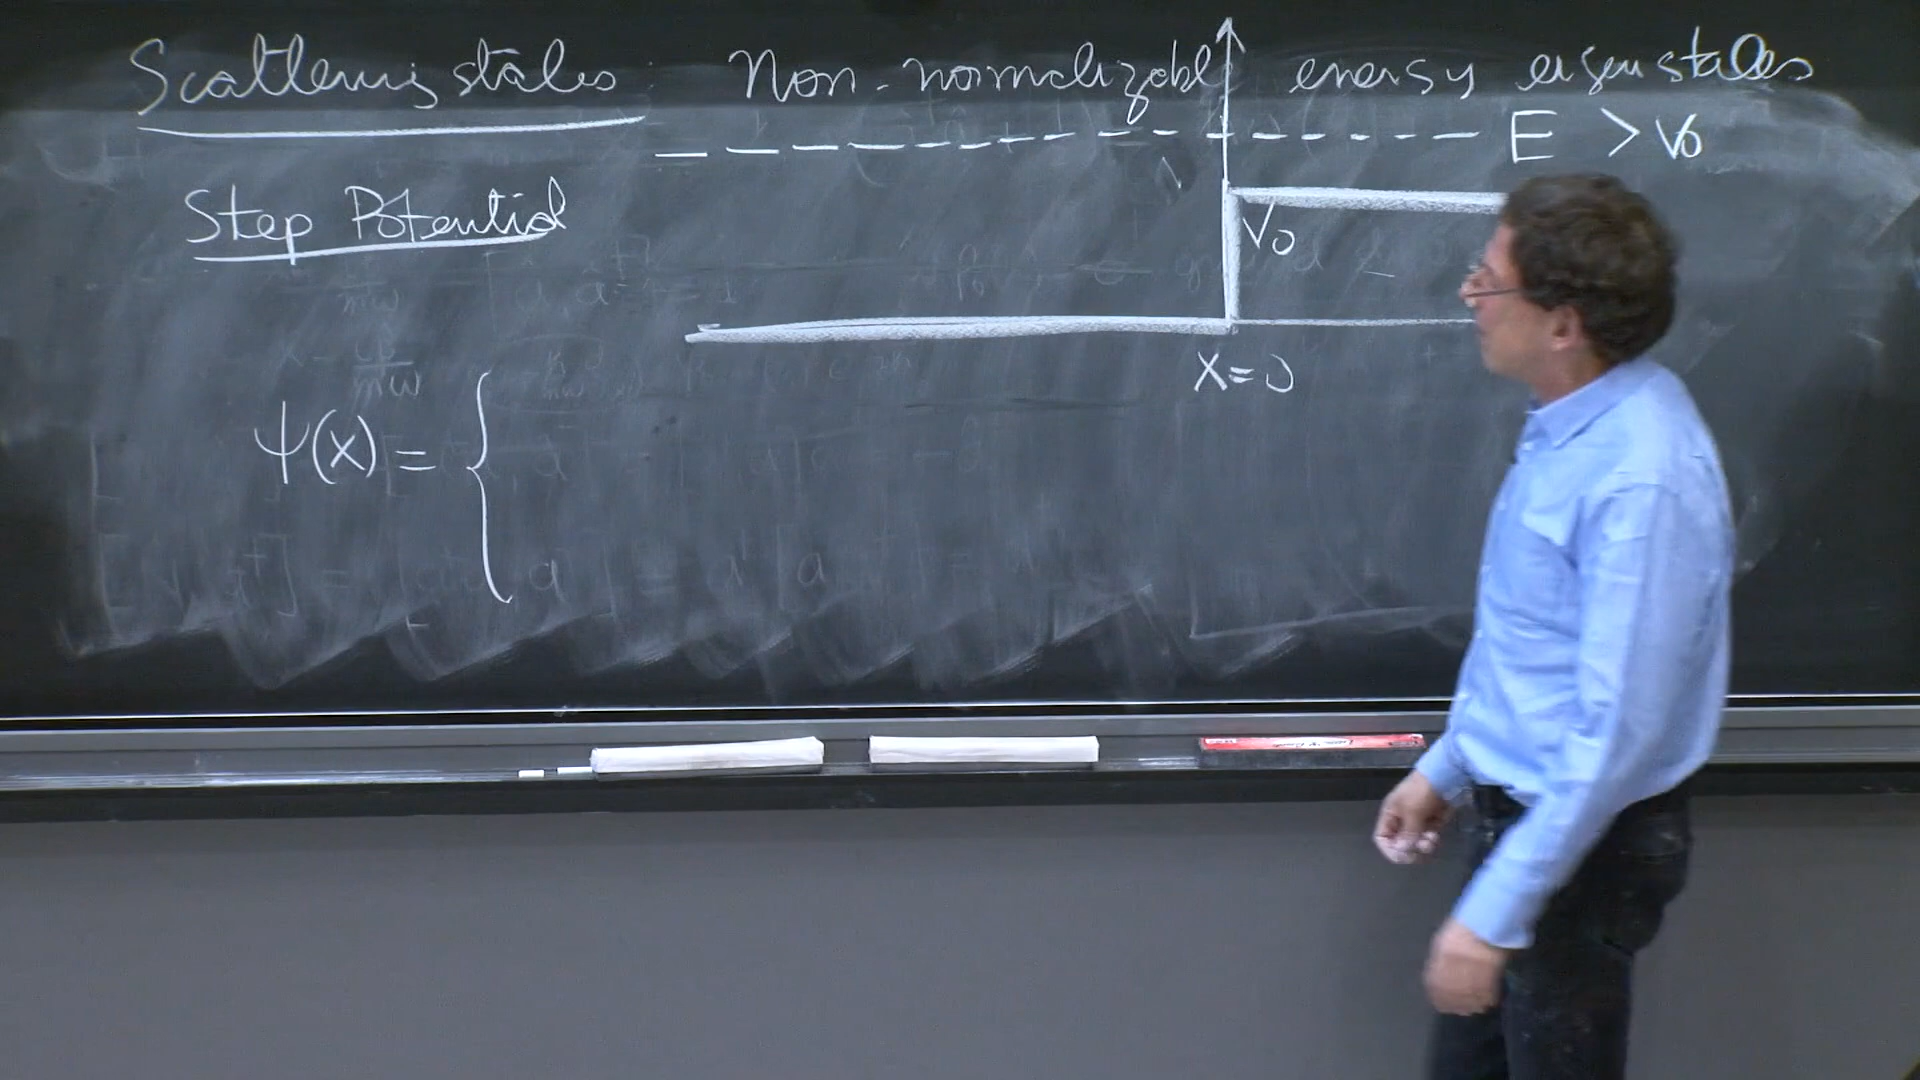 Scattering states: Non-normalizable energy eigenstates
E > V₀
Step Potential
V₀
x=0
ψ(x) = {